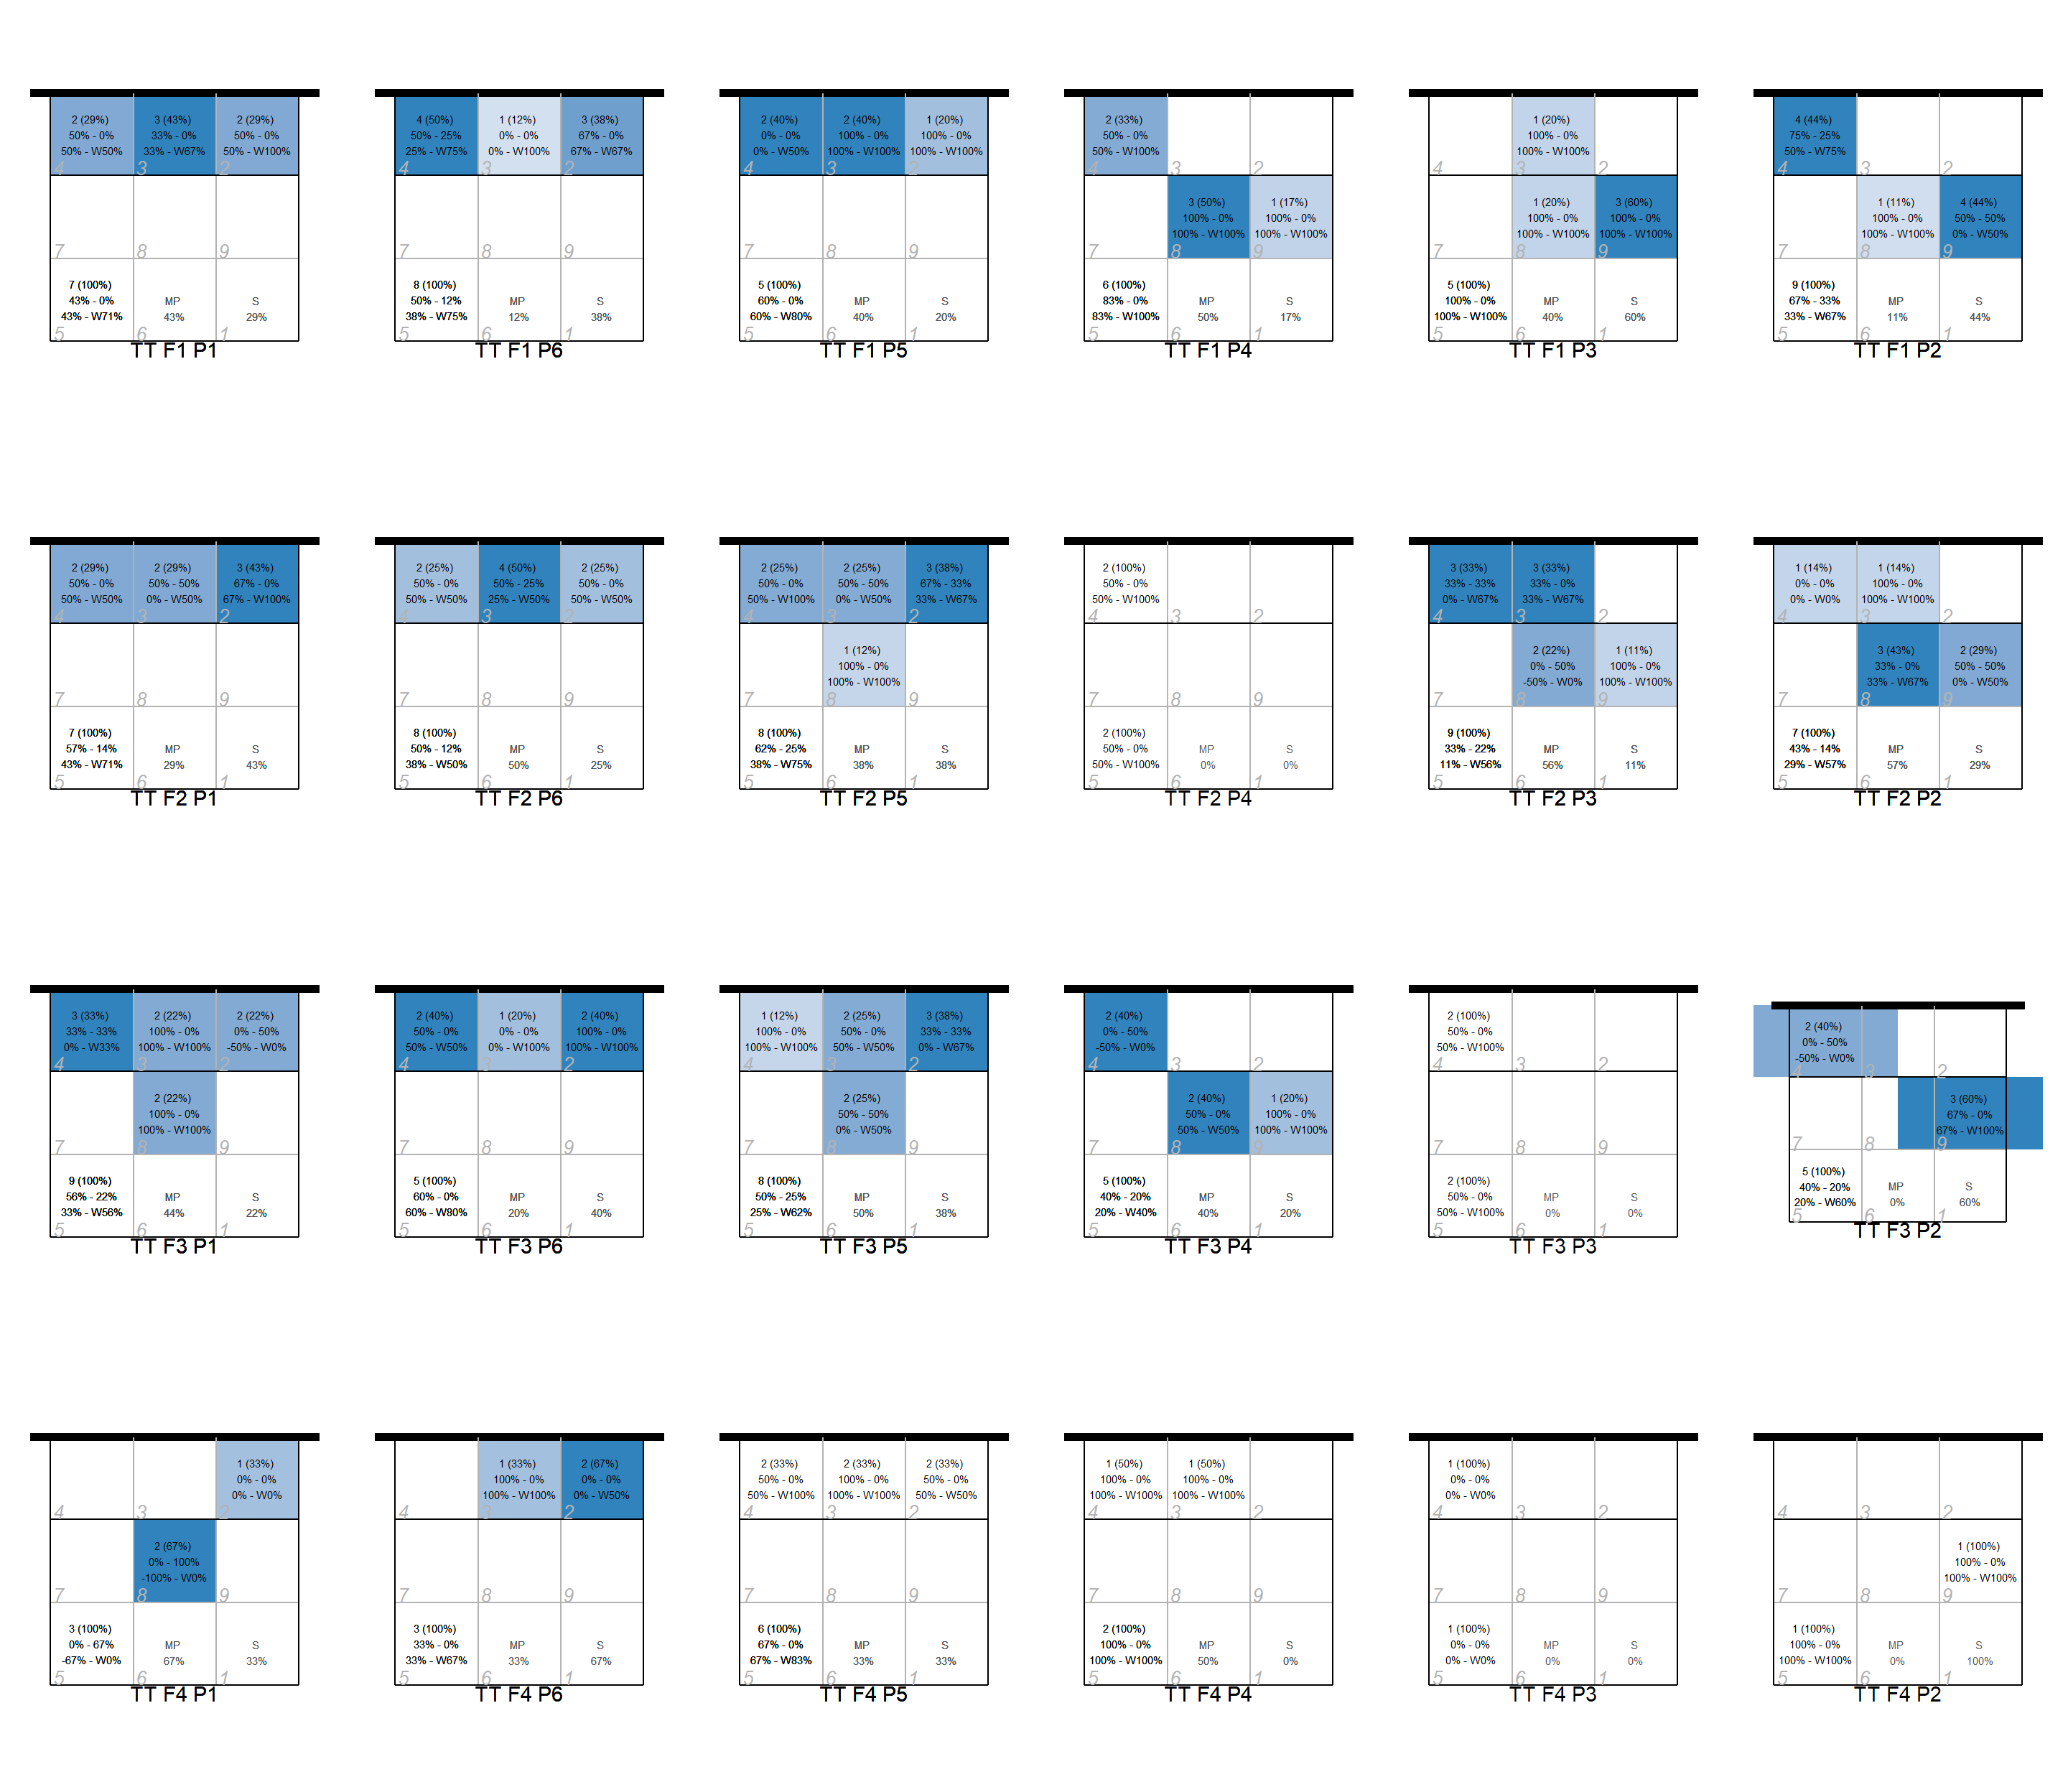 2 (29%) 3 (43%) 2 (29%)
50% - 0% 33% - 0% 50% - 0%
50% - W50% 33% - W67% 50% - W100%
4 3 2
7 8 9
7 (100%)
43% - 0% MP S
43% - W71% 43% 29%
5 6 1
TT F1 P1
4 (50%) 1 (12%) 3 (38%)
50% - 25% 0% - 0% 67% - 0%
25% - W75% 0% - W100% 67% - W67%
4 3 2
7 8 9
8 (100%)
50% - 12% MP S
38% - W75% 12% 38%
5 6 1
TT F1 P6
2 (40%) 2 (40%) 1 (20%)
0% - 0% 100% - 0% 100% - 0%
0% - W50% 100% - W100% 100% - W100%
4 3 2
7 8 9
5 (100%)
60% - 0% MP S
60% - W80% 40% 20%
5 6 1
TT F1 P5
2 (33%)
50% - 0%
50% - W100%
4 3 2
3 (50%) 1 (17%)
100% - 0% 100% - 0%
100% - W100% 100% - W100%
7 8 9
6 (100%)
83% - 0% MP S
83% - W100% 50% 17%
5 6 1
TT F1 P4
1 (20%)
100% - 0%
100% - W100%
4 3 2
1 (20%) 3 (60%)
100% - 0% 100% - 0%
100% - W100% 100% - W100%
7 8 9
5 (100%)
100% - 0% MP S
100% - W100% 40% 60%
5 6 1
TT F1 P3
4 (44%)
75% - 25%
50% - W75%
4 3 2
1 (11%) 4 (44%)
100% - 0% 50% - 50%
100% - W100% 0% - W50%
7 8 9
9 (100%)
67% - 33% MP S
33% - W67% 11% 44%
5 6 1
TT F1 P2
2 (29%) 2 (29%) 3 (43%)
50% - 0% 50% - 50% 67% - 0%
50% - W50% 0% - W50% 67% - W100%
4 3 2
7 8 9
7 (100%)
57% - 14% MP S
43% - W71% 29% 43%
5 6 1
TT F2 P1
2 (25%) 4 (50%) 2 (25%)
50% - 0% 50% - 25% 50% - 0%
50% - W50% 25% - W50% 50% - W50%
4 3 2
7 8 9
8 (100%)
50% - 12% MP S
38% - W50% 50% 25%
5 6 1
TT F2 P6
2 (25%) 2 (25%) 3 (38%)
50% - 0% 50% - 50% 67% - 33%
50% - W100% 0% - W50% 33% - W67%
4 3 2
1 (12%)
100% - 0%
100% - W100%
7 8 9
8 (100%)
62% - 25% MP S
38% - W75% 38% 38%
5 6 1
TT F2 P5
2 (100%)
50% - 0%
50% - W100%
4 3 2
7 8 9
2 (100%)
50% - 0% MP S
50% - W100% 0% 0%
5 6 1
TT F2 P4
3 (33%) 3 (33%)
33% - 33% 33% - 0%
0% - W67% 33% - W67%
4 3 2
2 (22%) 1 (11%)
0% - 50% 100% - 0%
-50% - W0% 100% - W100%
7 8 9
9 (100%)
33% - 22% MP S
11% - W56% 56% 11%
5 6 1
TT F2 P3
1 (14%) 1 (14%)
0% - 0% 100% - 0%
0% - W0% 100% - W100%
4 3 2
3 (43%) 2 (29%)
33% - 0% 50% - 50%
33% - W67% 0% - W50%
7 8 9
7 (100%)
43% - 14% MP S
29% - W57% 57% 29%
5 6 1
TT F2 P2
3 (33%) 2 (22%) 2 (22%)
33% - 33% 100% - 0% 0% - 50%
0% - W33% 100% - W100% -50% - W0%
4 3 2
2 (22%)
100% - 0%
100% - W100%
7 8 9
9 (100%)
56% - 22% MP S
33% - W56% 44% 22%
5 6 1
TT F3 P1
2 (40%) 1 (20%) 2 (40%)
50% - 0% 0% - 0% 100% - 0%
50% - W50% 0% - W100% 100% - W100%
4 3 2
7 8 9
5 (100%)
60% - 0% MP S
60% - W80% 20% 40%
5 6 1
TT F3 P6
1 (12%) 2 (25%) 3 (38%)
100% - 0% 50% - 0% 33% - 33%
100% - W100% 50% - W50% 0% - W67%
4 3 2
2 (25%)
50% - 50%
0% - W50%
7 8 9
8 (100%)
50% - 25% MP S
25% - W62% 50% 38%
5 6 1
TT F3 P5
2 (40%)
0% - 50%
-50% - W0%
4 3 2
2 (40%) 1 (20%)
50% - 0% 100% - 0%
50% - W50% 100% - W100%
7 8 9
5 (100%)
40% - 20% MP S
20% - W40% 40% 20%
5 6 1
TT F3 P4
2 (100%)
50% - 0%
50% - W100%
4 3 2
7 8 9
2 (100%)
50% - 0% MP S
50% - W100% 0% 0%
5 6 1
TT F3 P3
2 (40%)
0% - 50%
-50% - W0%
4 3 2
3 (60%)
67% - 0%
67% - W100%
7 8 9
5 (100%)
40% - 20% MP S
20% - W60% 0% 60%
5 6 1
TT F3 P2
1 (33%)
0% - 0%
0% - W0%
4 3 2
2 (67%)
0% - 100%
-100% - W0%
7 8 9
3 (100%)
0% - 67% MP S
-67% - W0% 67% 33%
5 6 1
TT F4 P1
1 (33%) 2 (67%)
100% - 0% 0% - 0%
100% - W100% 0% - W50%
4 3 2
7 8 9
3 (100%)
33% - 0% MP S
33% - W67% 33% 67%
5 6 1
TT F4 P6
2 (33%) 2 (33%) 2 (33%)
50% - 0% 100% - 0% 50% - 0%
50% - W100% 100% - W100% 50% - W50%
4 3 2
7 8 9
6 (100%)
67% - 0% MP S
67% - W83% 33% 33%
5 6 1
TT F4 P5
1 (50%) 1 (50%)
100% - 0% 100% - 0%
100% - W100% 100% - W100%
4 3 2
7 8 9
2 (100%)
100% - 0% MP S
100% - W100% 50% 0%
5 6 1
TT F4 P4
1 (100%)
0% - 0%
0% - W0%
4 3 2
7 8 9
1 (100%)
0% - 0% MP S
0% - W0% 0% 0%
5 6 1
TT F4 P3
4 3 2
1 (100%)
100% - 0%
100% - W100%
7 8 9
1 (100%)
100% - 0% MP S
100% - W100% 0% 100%
5 6 1
TT F4 P2